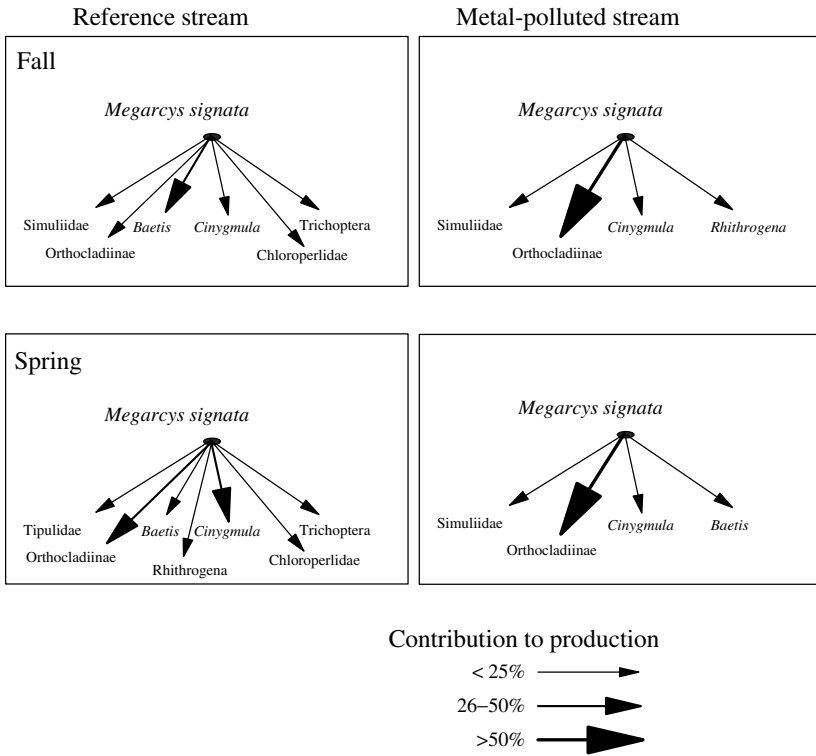 Reference stream
Metal-polluted stream
Fall
Megarcys signata
Simuliidae
Orthocladiinae
Baetis
Cinygmula
Chloroperlidae
Trichoptera
Megarcys signata
Simuliidae
Orthocladiinae
Cinygmula
Rhithrogena
Spring
Megarcys signata
Tipulidae
Orthocladiinae
Baetis
Rhithrogena
Cinygmula
Chloroperlidae
Trichoptera
Megarcys signata
Simuliidae
Orthocladiinae
Cinygmula
Baetis
Contribution to production
< 25%
26–50%
>50%